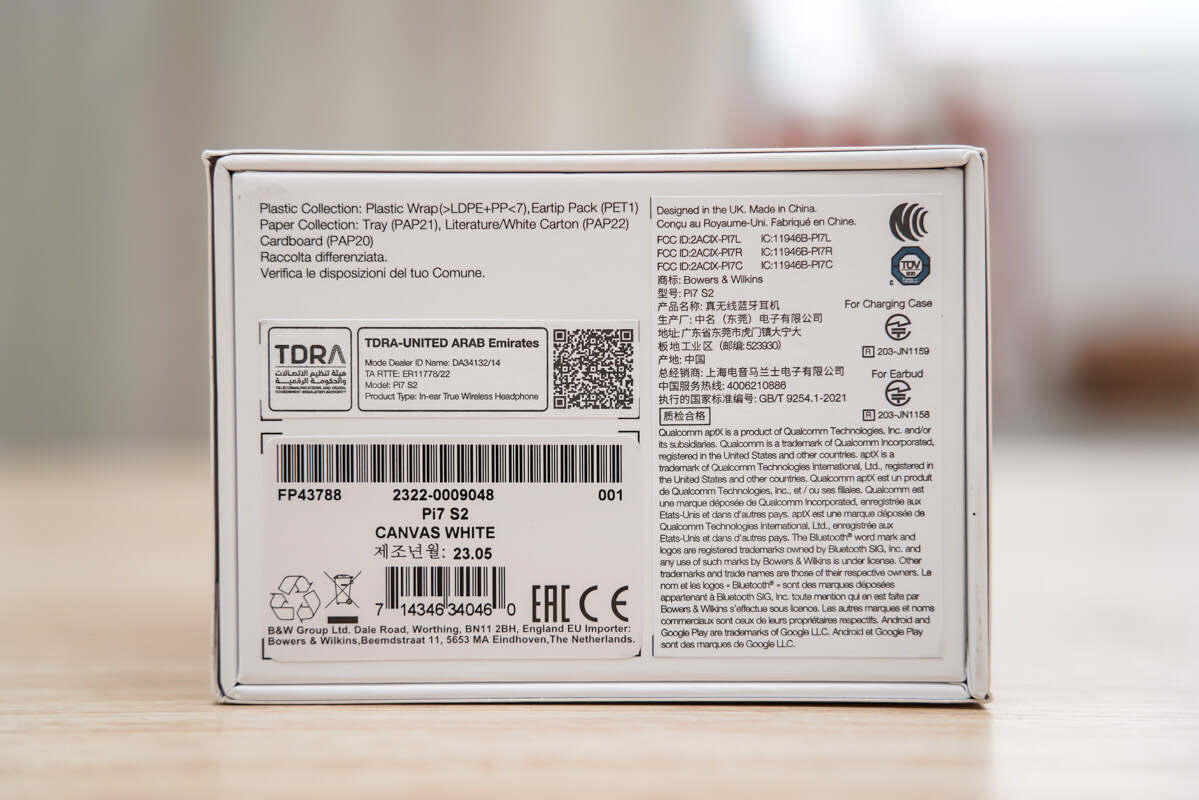 Plastic Collection: Plastic Wrap(>LDPE+PP<7),Eartip Pack (PET1)
Paper Collection: Tray (PAP21), Literature/White Carton (PAP22)
Cardboard (PAP20)
Raccolta differenziata.
Verifica le disposizioni del tuo Comune.
TDRA
هيئة تنظيم الاتصالات
والحكومة الرقمية
TELECOMMUNICATIONS AND DIGITAL
GOVERNMENT REGULATORY AUTHORITY
TDRA-UNITED ARAB Emirates
Mode Dealer ID Name: DA34132/14
TA RTTE: ER11778/22
Model: PI7 S2
Product Type: In-ear True Wireless Headphone
FP43788 2322-0009048 001
Pi7 S2
CANVAS WHITE
제조년월: 23.05
7 14346 34046 0
EAC CE
B&W Group Ltd. Dale Road, Worthing, BN11 2BH, England EU Importer:
Bowers & Wilkins,Beemdstraat 11, 5653 MA Eindhoven,The Netherlands.
Designed in the UK. Made in China.
Conçu au Royaume-Uni. Fabriqué en Chine.
FCC ID:2ACIX-PI7L IC:11946B-PI7L
FCC ID:2ACIX-PI7R IC:11946B-PI7R
FCC ID:2ACIX-PI7C IC:11946B-PI7C
商标: Bowers & Wilkins
型号: Pi7 S2
产品名称: 真无线蓝牙耳机
生产厂: 中名（东莞）电子有限公司
地址: 广东省东莞市虎门镇大宁大
板地工业区（邮编: 523930）
产地: 中国
总经销商: 上海电音马兰士电子有限公司
中国服务热线: 4006210886
执行的国家标准编号: GB/T 9254.1-2021
质检合格
NCC
c TÜV
For Charging Case
R 203-JN1159
For Earbud
R 203-JN1158
Qualcomm aptX is a product of Qualcomm Technologies, Inc. and/or
its subsidiaries. Qualcomm is a trademark of Qualcomm Incorporated,
registered in the United States and other countries. aptX is a
trademark of Qualcomm Technologies International, Ltd., registered in
the United States and other countries. aptX est un produit
de Qualcomm Technologies, Inc., et / ou ses filiales. Qualcomm est
une marque déposée de Qualcomm Incorporated, enregistrée aux
Etats-Unis et dans d'autres pays. aptX est une marque déposée de
Qualcomm Technologies International, Ltd., enregistrée aux
Etats-Unis et dans d'autres pays. The Bluetooth® word mark and
logos are registered trademarks owned by Bluetooth SIG, Inc. and
any use of such marks by Bowers & Wilkins is under license. Other
trademarks and trade names are those of their respective owners. Le
nom et les logos « Bluetooth® » sont des marques déposées
appartenant à Bluetooth SIG, Inc. toute mention qui en est faite par
Bowers & Wilkins s'effectue sous licence. Les autres marques et noms
commerciaux sont ceux de leurs propriétaires respectifs. Android and
Google Play are trademarks of Google LLC. Android et Google Play
sont des marques de Google LLC.